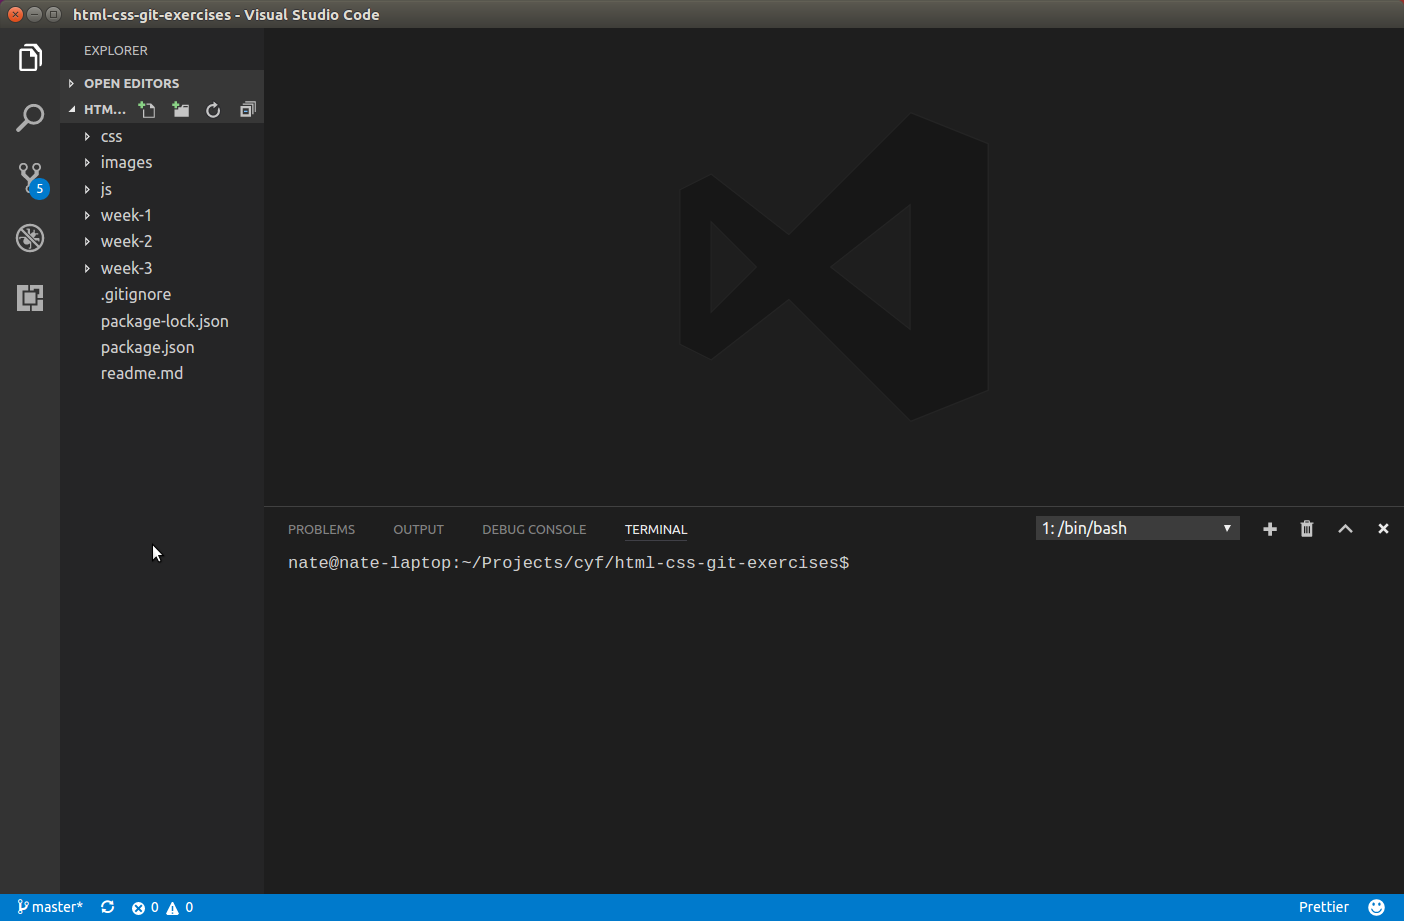 html-css-git-exercises - Visual Studio Code
EXPLORER
OPEN EDITORS
HTM...
css
images
js
5
week-1
week-2
week-3
.gitignore
package-lock.json
package.json
readme.md
PROBLEMS OUTPUT DEBUG CONSOLE TERMINAL 1: /bin/bash
nate@nate-laptop:~/Projects/cyf/html-css-git-exercises$
master* 0 0 Prettier